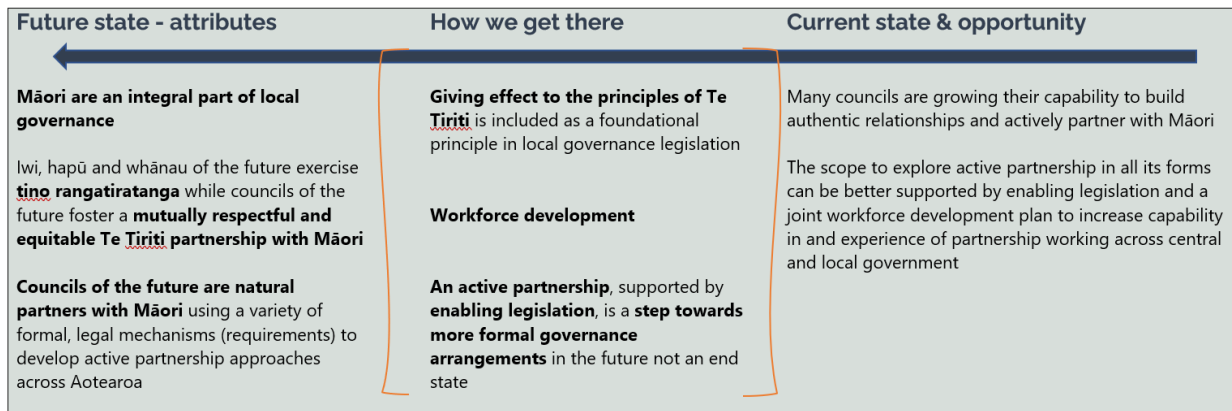 Future state - attributes
Māori are an integral part of local
governance
Iwi, hapū and whānau of the future exercise
tino rangatiratanga while councils of the
future foster a mutually respectful and
equitable Te Tiriti partnership with Māori
Councils of the future are natural
partners with Māori using a variety of
formal, legal mechanisms (requirements) to
develop active partnership approaches
across Aotearoa
How we get there
Giving effect to the principles of Te
Tiriti is included as a foundational
principle in local governance legislation
Workforce development
An active partnership, supported by
enabling legislation, is a step towards
more formal governance
arrangements in the future not an end
state
Current state & opportunity
Many councils are growing their capability to build
authentic relationships and actively partner with Māori
The scope to explore active partnership in all its forms
can be better supported by enabling legislation and a
joint workforce development plan to increase capability
in and experience of partnership working across central
and local government